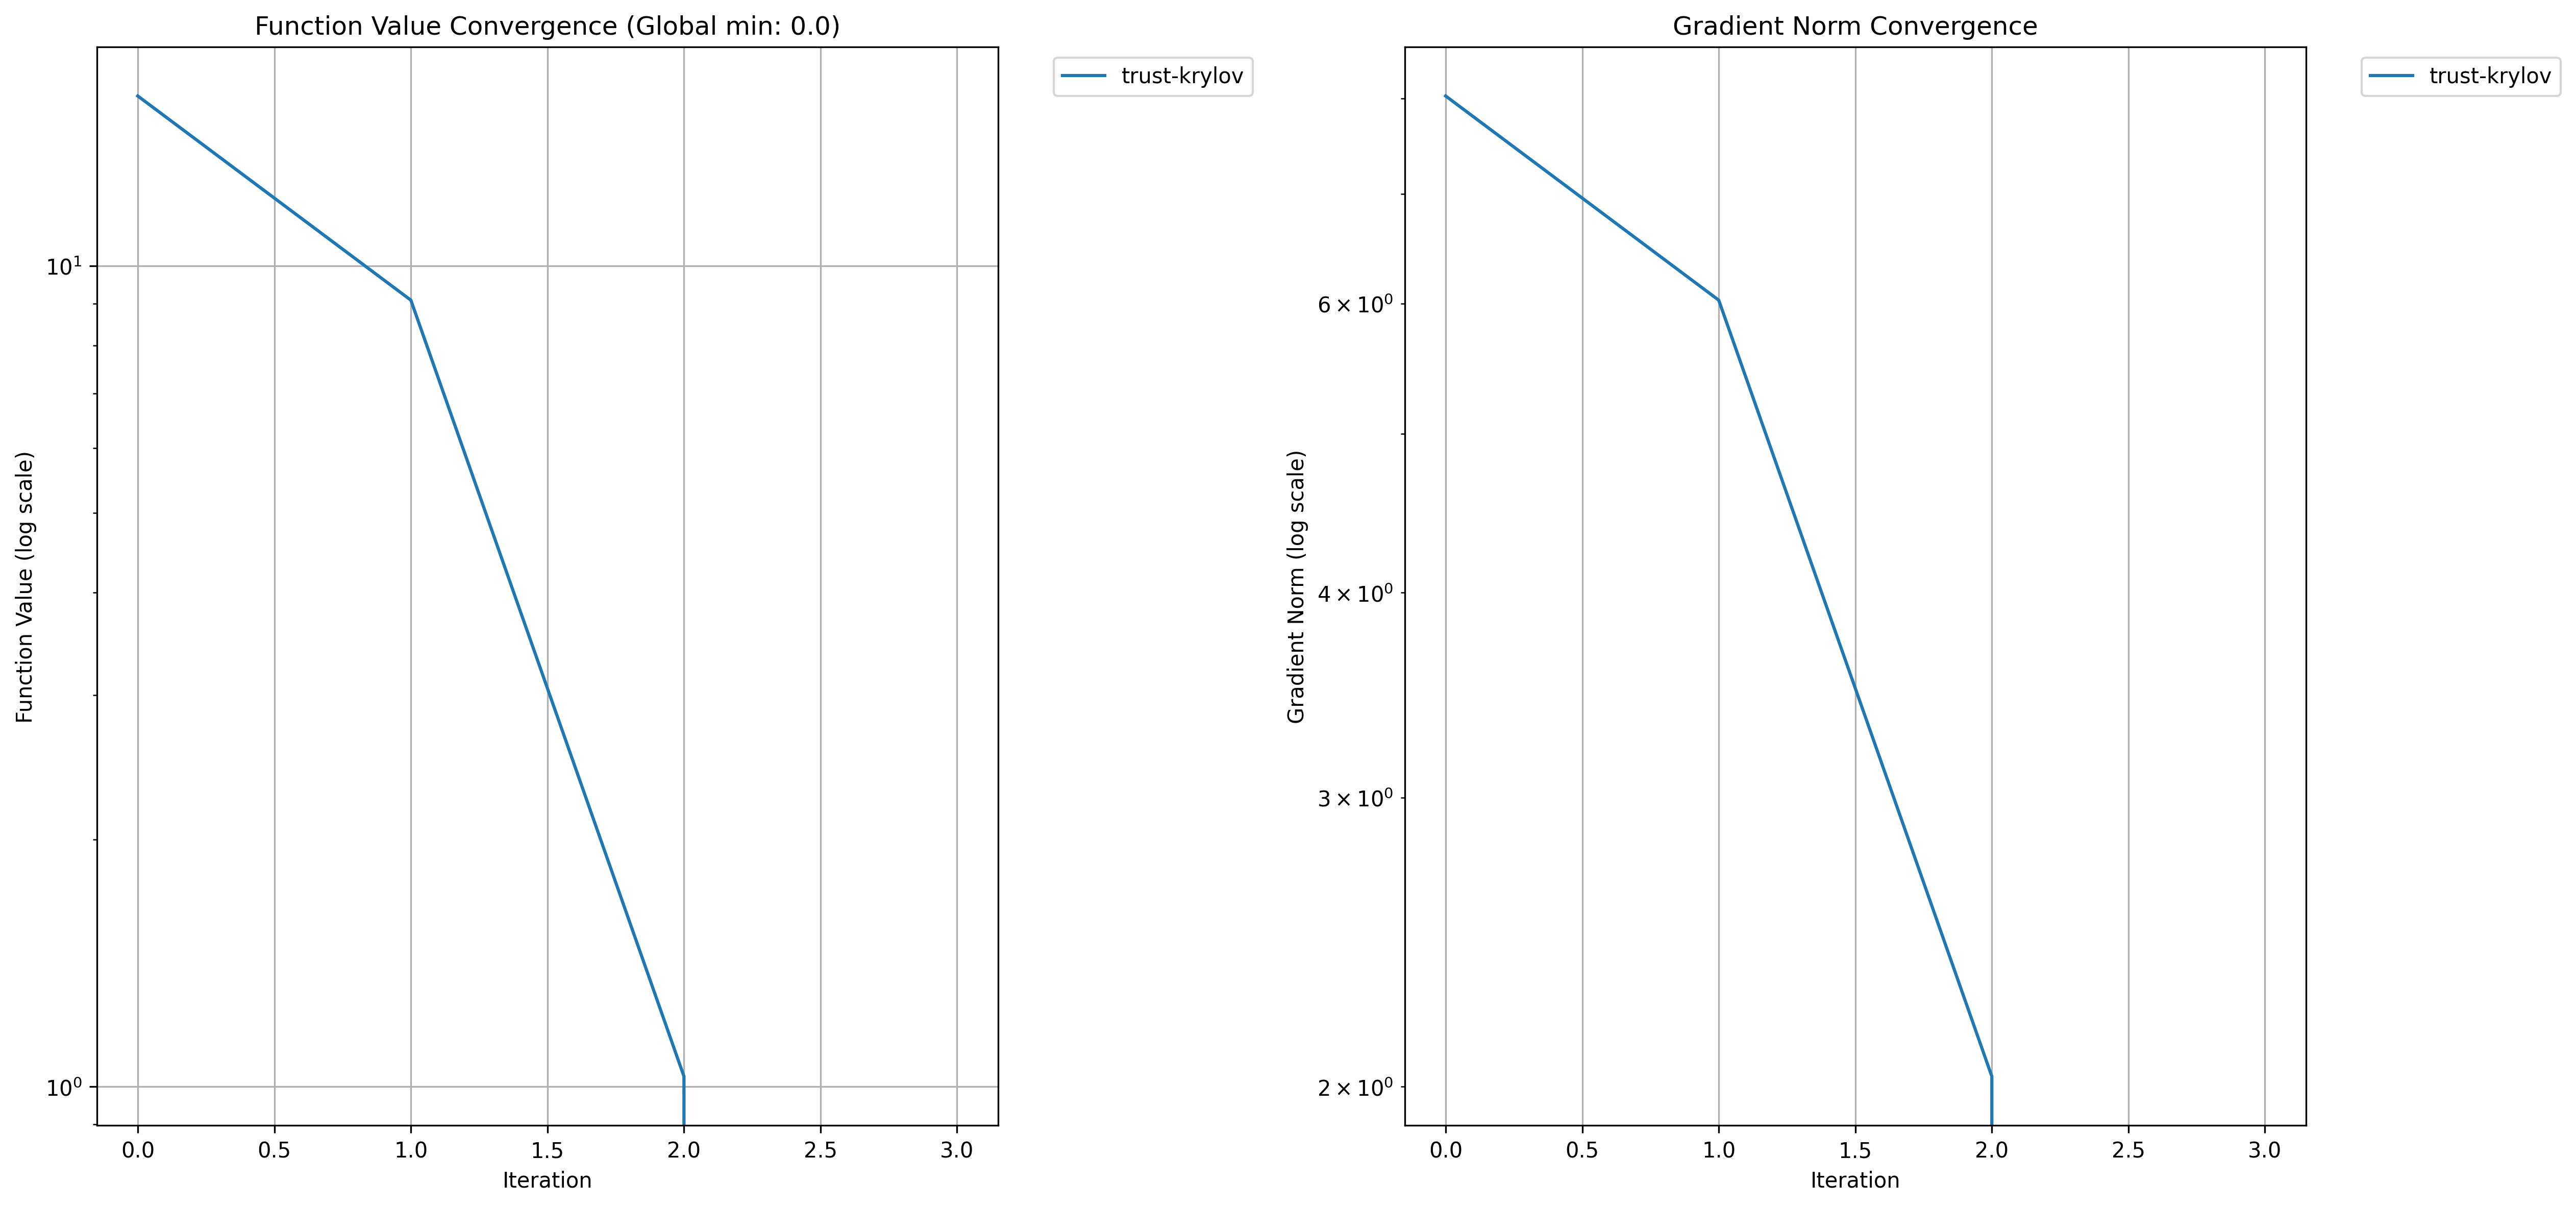 Function Value Convergence (Global min: 0.0)
trust-krylov
Function Value (log scale)
10¹
10⁰
0.0 0.5 1.0 1.5 2.0 2.5 3.0
Iteration
Gradient Norm Convergence
trust-krylov
Gradient Norm (log scale)
6 × 10⁰
4 × 10⁰
3 × 10⁰
2 × 10⁰
0.0 0.5 1.0 1.5 2.0 2.5 3.0
Iteration